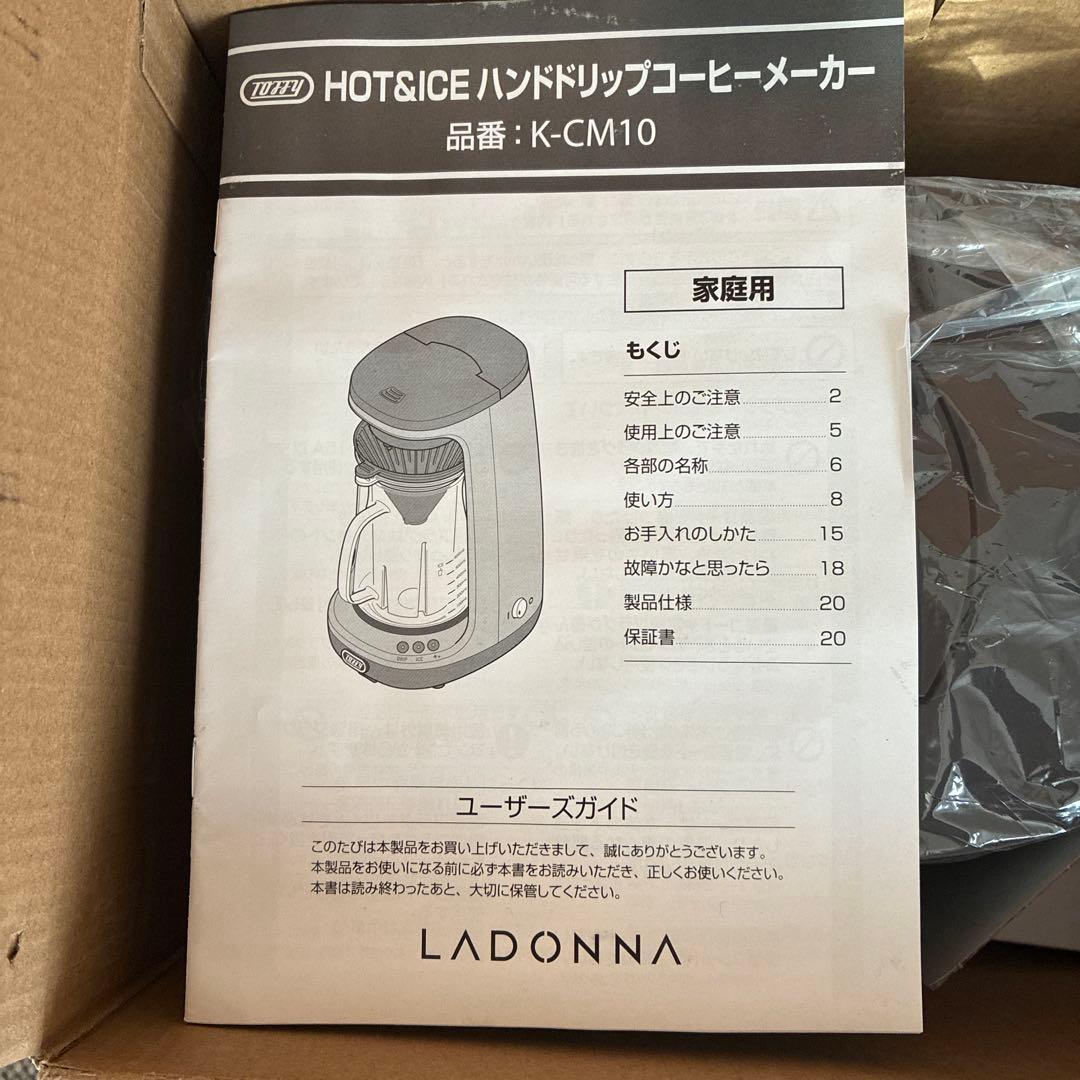 TOFFY HOT&ICE ハンドドリップコーヒーメーカー
品番：K-CM10
家庭用
もくじ
安全上のご注意 2
使用上のご注意 5
各部の名称 6
使い方 8
お手入れのしかた 15
故障かなと思ったら 18
製品仕様 20
保証書 20
DRIP ICE
TOFFY
ユーザーズガイド
このたびは本製品をお買い上げいただきまして、誠にありがとうございます。
本製品をお使いになる前に必ず本書をお読みいただき、正しくお使いください。
本書は読み終わったあと、大切に保管してください。
LADONNA